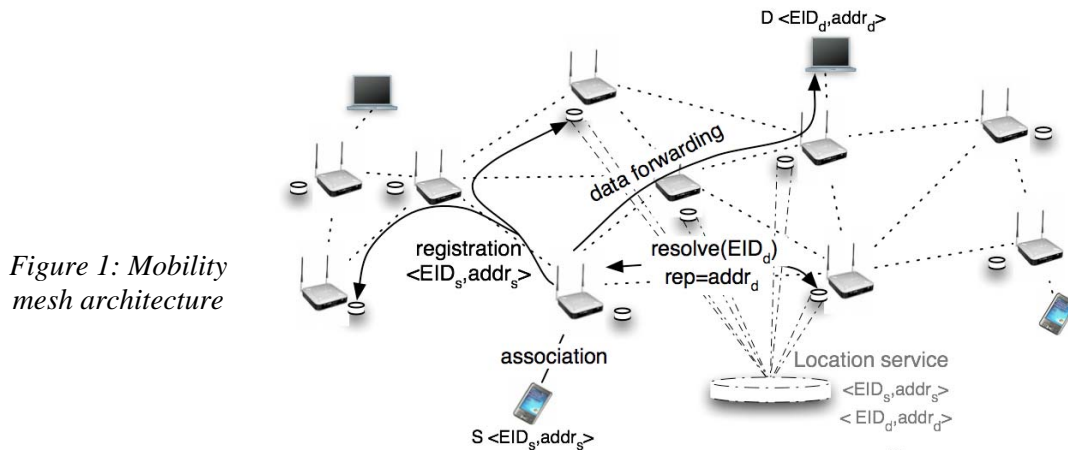 D <EIDd,addrd>
data forwarding
registration
<EIDs,addrs>
resolve(EIDd)
rep=addrd
Figure 1: Mobility
mesh architecture
association
Location service
<EIDs,addrs>
< EIDd,addrd>
S <EIDs,addrs>